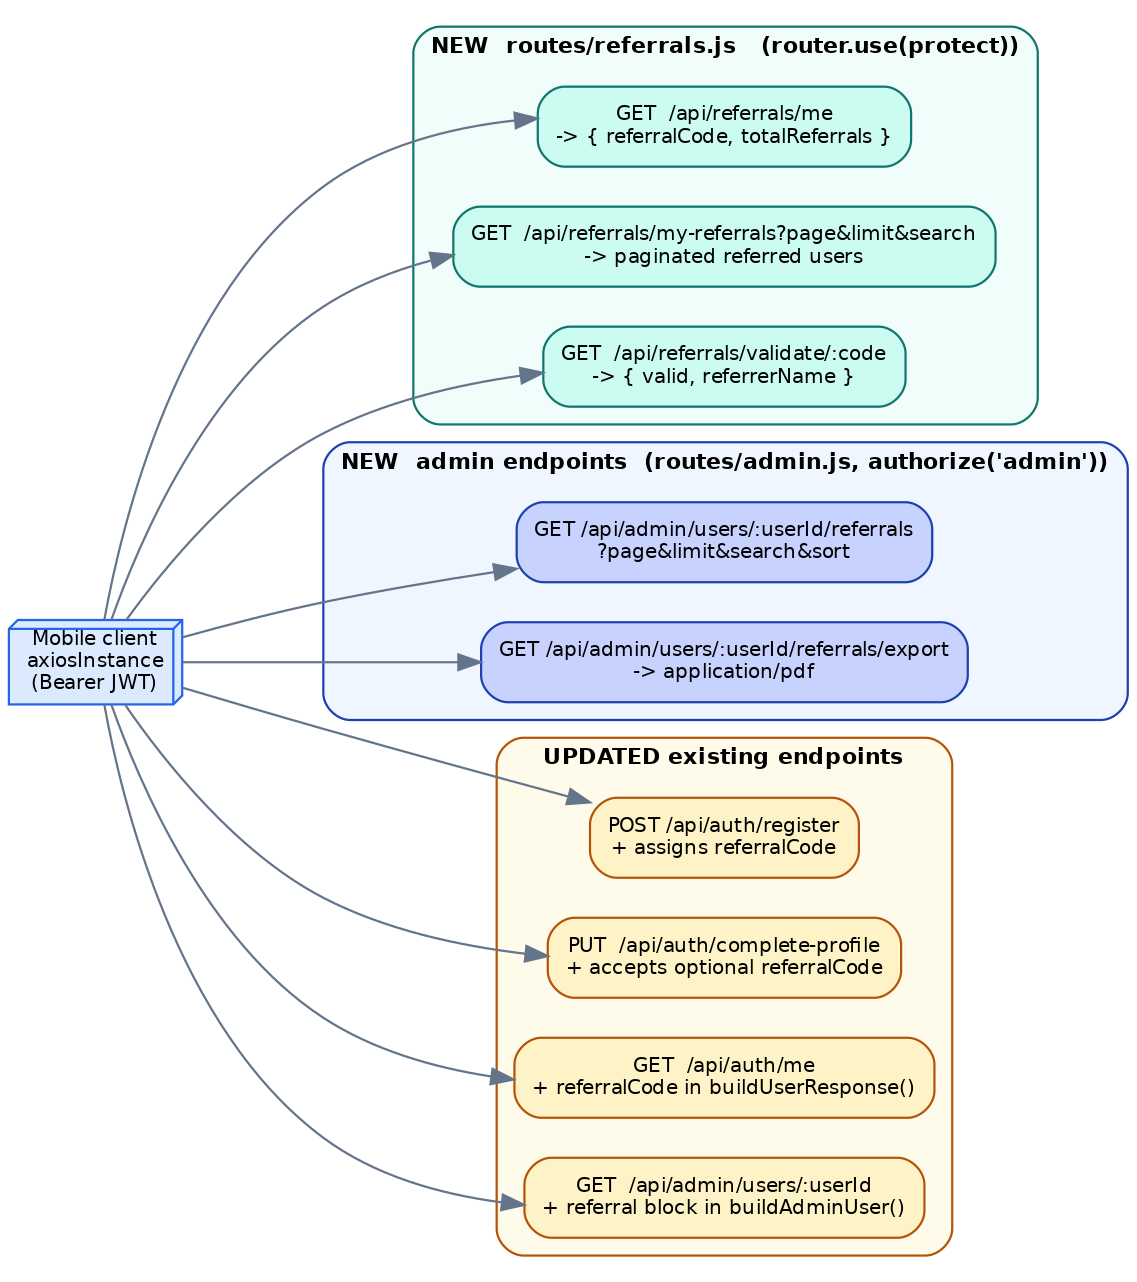 NEW  routes/referrals.js   (router.use(protect))
GET  /api/referrals/me
-> { referralCode, totalReferrals }
GET  /api/referrals/my-referrals?page&limit&search
-> paginated referred users
GET  /api/referrals/validate/:code
-> { valid, referrerName }
NEW  admin endpoints  (routes/admin.js, authorize('admin'))
GET /api/admin/users/:userId/referrals
?page&limit&search&sort
GET /api/admin/users/:userId/referrals/export
-> application/pdf
Mobile client
axiosInstance
(Bearer JWT)
UPDATED existing endpoints
POST /api/auth/register
+ assigns referralCode
PUT  /api/auth/complete-profile
+ accepts optional referralCode
GET  /api/auth/me
+ referralCode in buildUserResponse()
GET  /api/admin/users/:userId
+ referral block in buildAdminUser()